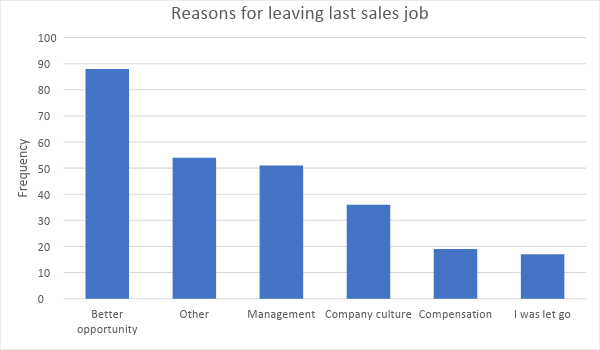 Reasons for leaving last sales job
100
90
80
70
60
50
40
30
20
10
0
Frequency
Better
opportunity
Other
Management
Company culture
Compensation
I was let go